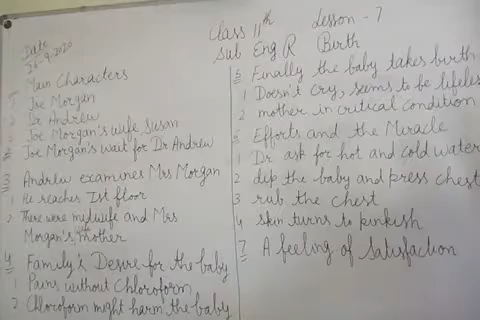 Class 11th Lesson - 7
Sub Eng R Birth
Date
26-9-2020
Main Characters
1 Joe Morgan
2 Dr Andrew
3 Joe Morgan's wife Susan
2 Joe Morgan's wait for Dr Andrew
3 Andrew examines Mrs Morgan
1 He reaches Ist floor
2 There were midwife and Mrs
Morgan's mother
4 Family's Desire for the baby
1 Pains without Chloroform
2 Chloroform might harm the baby
5 Finally the baby takes birth
1 Doesn't cry, seems to be lifeles
2 mother in critical condition
6 Efforts and the Miracle
1 Dr ask for hot and cold water
2 dip the baby and press chest
3 rub the chest
4 skin turns to pinkish
7 A feeling of Satisfaction